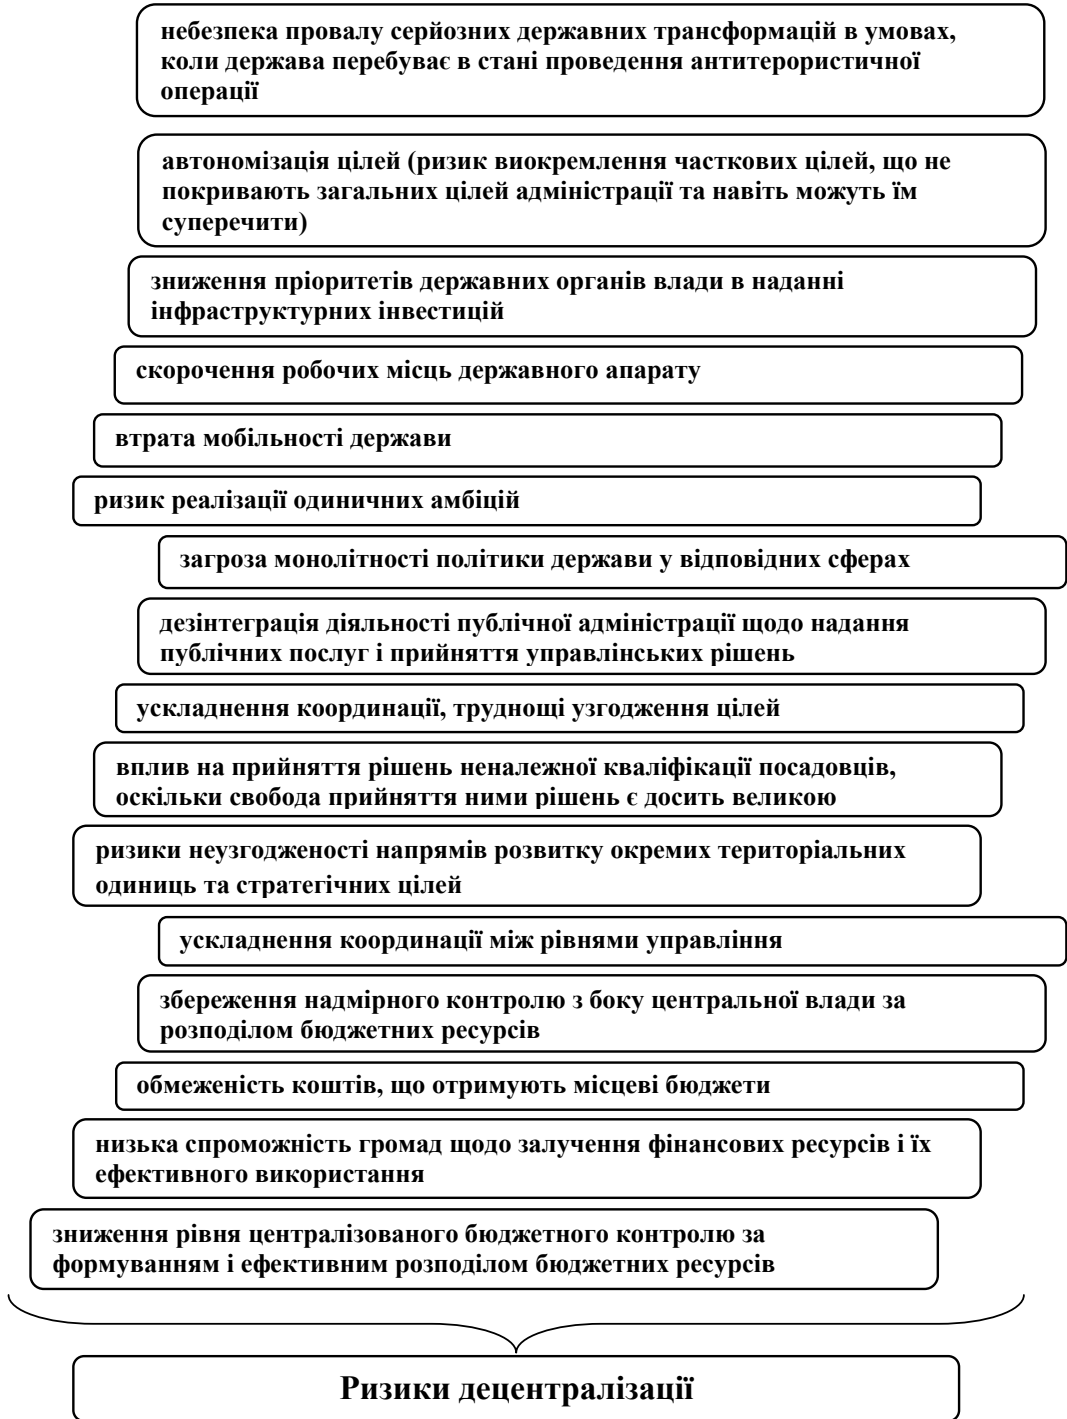 небезпека провалу серйозних державних трансформацій в умовах,
коли держава перебуває в стані проведення антитерористичної
операції
автономізація цілей (ризик виокремлення часткових цілей, що не
покривають загальних цілей адміністрації та навіть можуть їм
суперечити)
зниження пріоритетів державних органів влади в наданні
інфраструктурних інвестицій
скорочення робочих місць державного апарату
втрата мобільності держави
ризик реалізації одиничних амбіцій
загроза монолітності політики держави у відповідних сферах
дезінтеграція діяльності публічної адміністрації щодо надання
публічних послуг і прийняття управлінських рішень
ускладнення координації, труднощі узгодження цілей
вплив на прийняття рішень неналежної кваліфікації посадовців,
оскільки свобода прийняття ними рішень є досить великою
ризики неузгодженості напрямів розвитку окремих територіальних
одиниць та стратегічних цілей
ускладнення координації між рівнями управління
збереження надмірного контролю з боку центральної влади за
розподілом бюджетних ресурсів
обмеженість коштів, що отримують місцеві бюджети
низька спроможність громад щодо залучення фінансових ресурсів і їх
ефективного використання
зниження рівня централізованого бюджетного контролю за
формуванням і ефективним розподілом бюджетних ресурсів
Ризики децентралізації